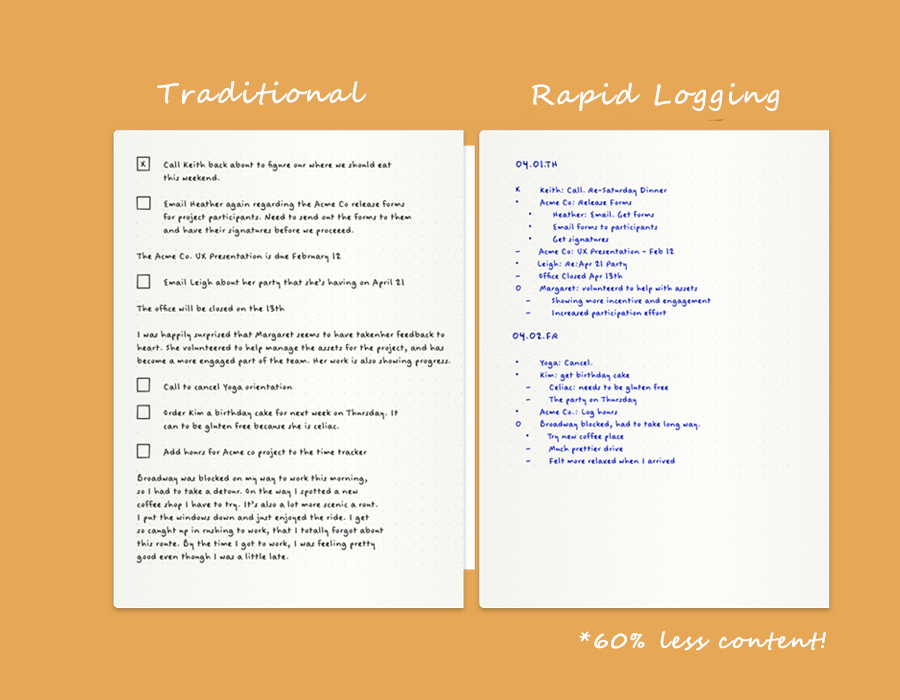 Traditional
x Call Keith back about to figure our where we should eat
this weekend.
Email Heather again regarding the Acme Co release forms
for project participants. Need to send out the forms to them
and have their signatures before we proceeed.
The Acme Co. UX Presentation is due February 12
Email Leigh about her party that she's having on April 21
The office will be closed on the 13th
I was happily surprised that Margaret seems to have takenher feedback to
heart. She volunteered to help manage the assets for the project, and has
become a more engaged part of the team. Her work is also showing progress.
Call to cancel Yoga orientation
Order Kim a birthday cake for next week on Thursday. It
can to be gluten free because she is celiac.
Add hours for Acme co project to the time tracker
Broadway was blocked on my way to work this morning,
so I had to take a detour. On the way I spotted a new
coffee shop I have to try. It's also a lot more scenic a rout.
I put the windows down and just enjoyed the ride. I get
so caught up in rushing to work, that I totally forgot about
this route. By the time I got to work, I was feeling pretty
good even though I was a little late.
Rapid Logging
04.01.TH
x Keith: Call. Re-Saturday Dinner
• Acme Co: Release Forms
• Heather: Email. Get forms
• Email forms to participants
• Get signatures
– Acme Co: UX Presentation - Feb 12
• Leigh: Re:Apr 21 Party
– Office Closed Apr 13th
O Margaret: volunteerd to help with assets
– Showing more incentive and engagement
– Increased participation effort
04.02.FR
• Yoga: Cancel.
• Kim: get birthday cake
– Celiac: needs to be gluten free
– The party on Thursday
• Acme Co.: Log hours
O Broadway blocked, had to take long way.
• Try new coffee place
– Much prettier drive
– Felt more relaxed when I arrived
*60% less content!